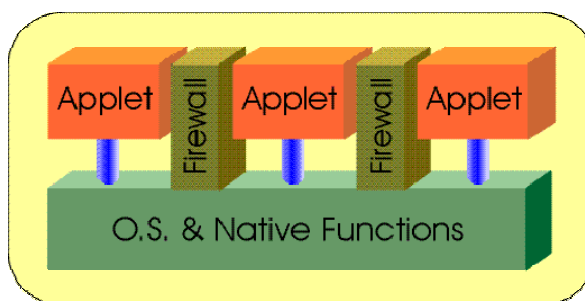 Applet
Firewall
Applet
Firewall
Applet
O.S. & Native Functions